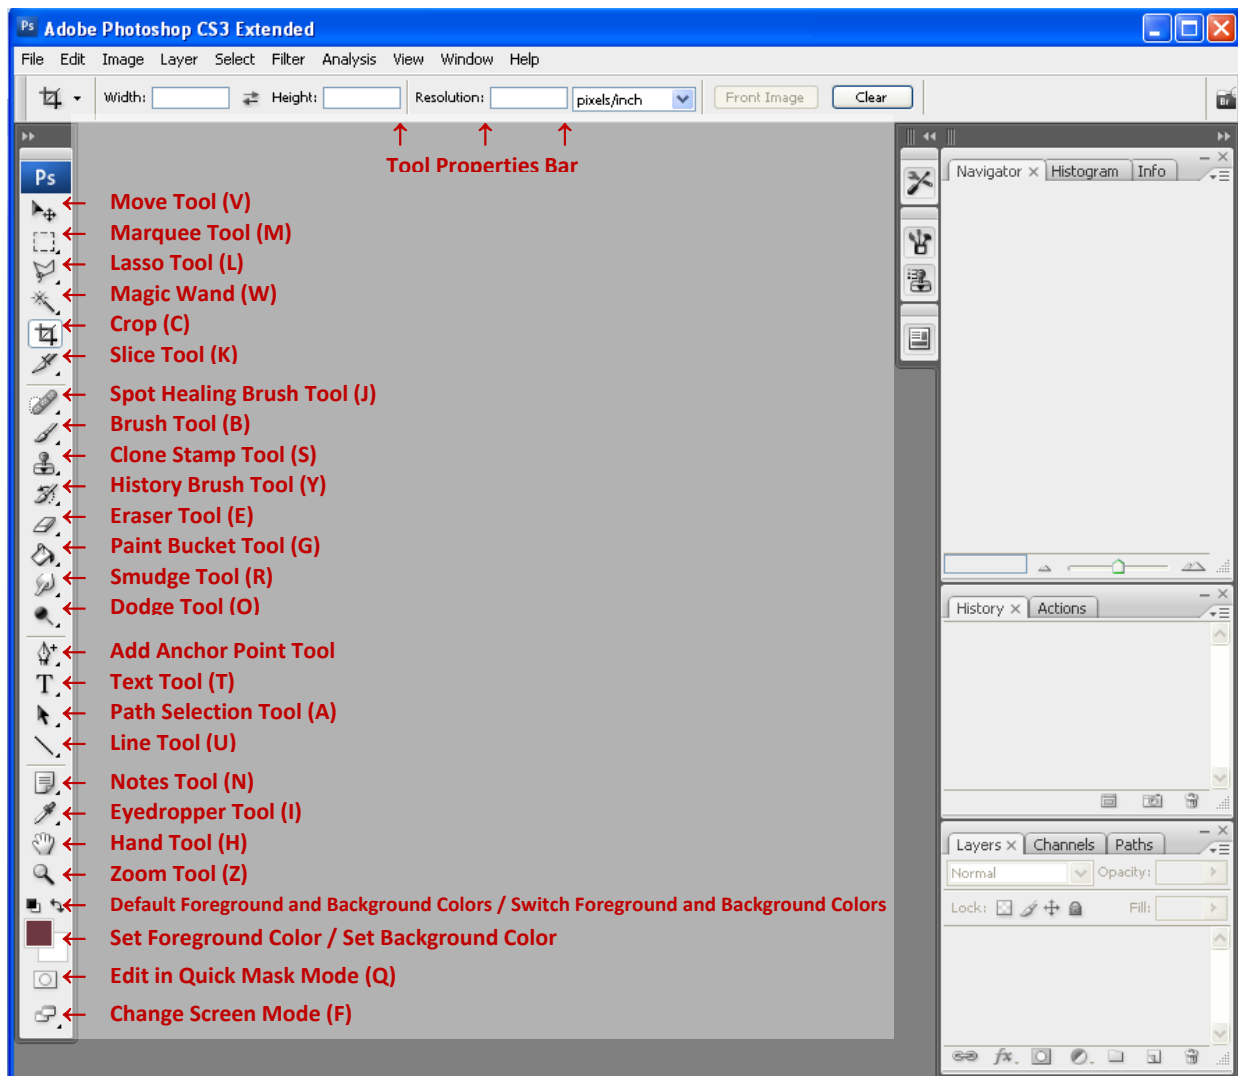 Ps Adobe Photoshop CS3 Extended
File Edit Image Layer Select Filter Analysis View Window Help
Width: Height: Resolution: pixels/inch Front Image Clear
Br
Tool Properties Bar
Ps
Move Tool (V)
Marquee Tool (M)
Lasso Tool (L)
Magic Wand (W)
Crop (C)
Slice Tool (K)
Spot Healing Brush Tool (J)
Brush Tool (B)
Clone Stamp Tool (S)
History Brush Tool (Y)
Eraser Tool (E)
Paint Bucket Tool (G)
Smudge Tool (R)
Dodge Tool (O)
Add Anchor Point Tool
Text Tool (T)
Path Selection Tool (A)
Line Tool (U)
Notes Tool (N)
Eyedropper Tool (I)
Hand Tool (H)
Zoom Tool (Z)
Default Foreground and Background Colors / Switch Foreground and Background Colors
Set Foreground Color / Set Background Color
Edit in Quick Mask Mode (Q)
Change Screen Mode (F)
Navigator Histogram Info
History Actions
Layers Channels Paths
Normal Opacity:
Lock: Fill:
fx